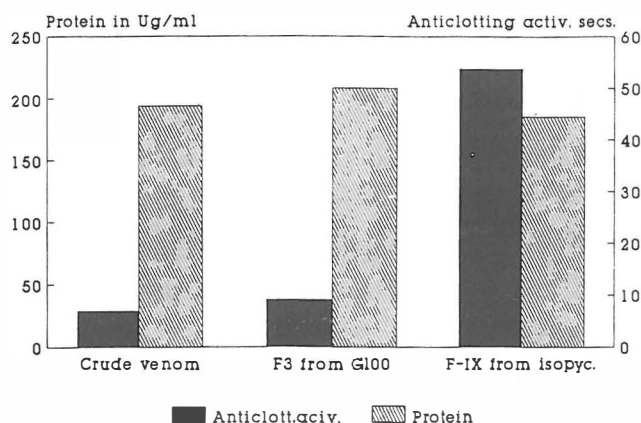 Protein in Ug/ml Anticlotting activ. secs.
250 60
200 50
150 40
100 30
50 20
0 10
0
Crude venom F3 from G100 F-IX from isopyc.
Anticlott.aciv. Protein